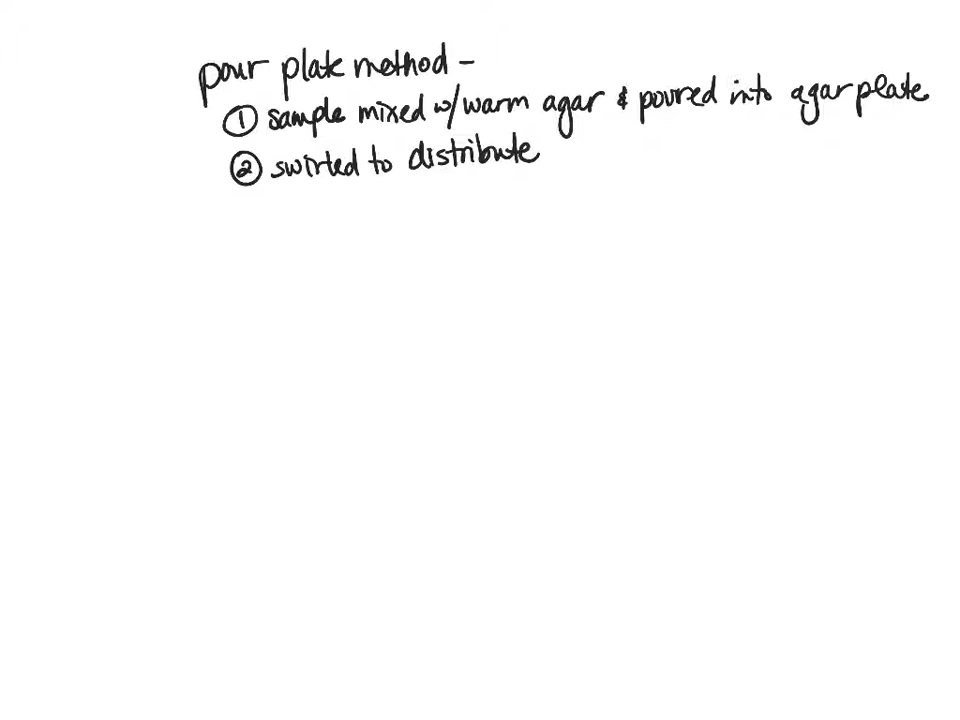 pour plate method -
① sample mixed w/warm agar & poured into agar plate
② swirled to distribute